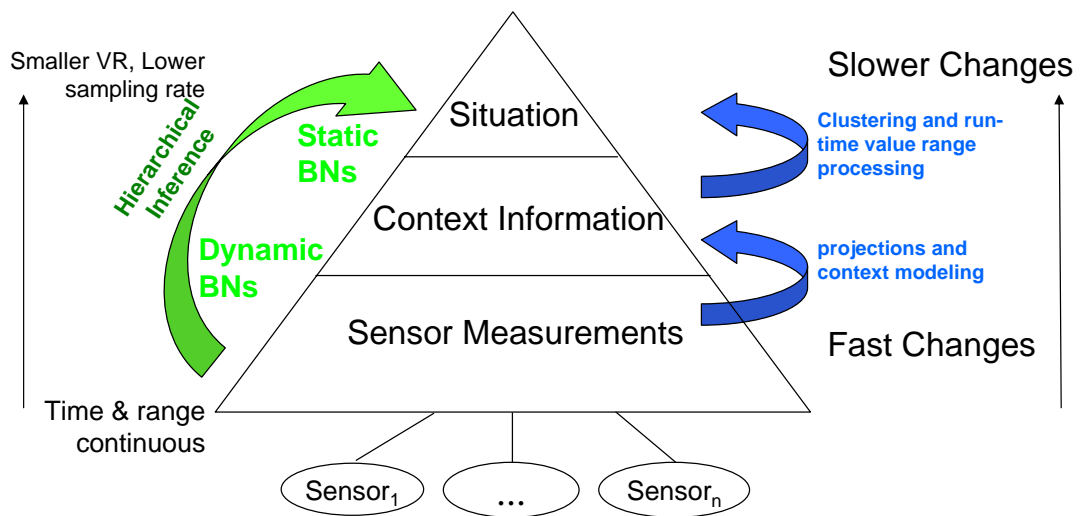 Smaller VR, Lower
sampling rate
Hierarchical
Inference
Static
BNs
Dynamic
BNs
Time & range
continuous
Situation
Context Information
Sensor Measurements
Slower Changes
Clustering and run-
time value range
processing
projections and
context modeling
Fast Changes
Sensor1
...
Sensorn